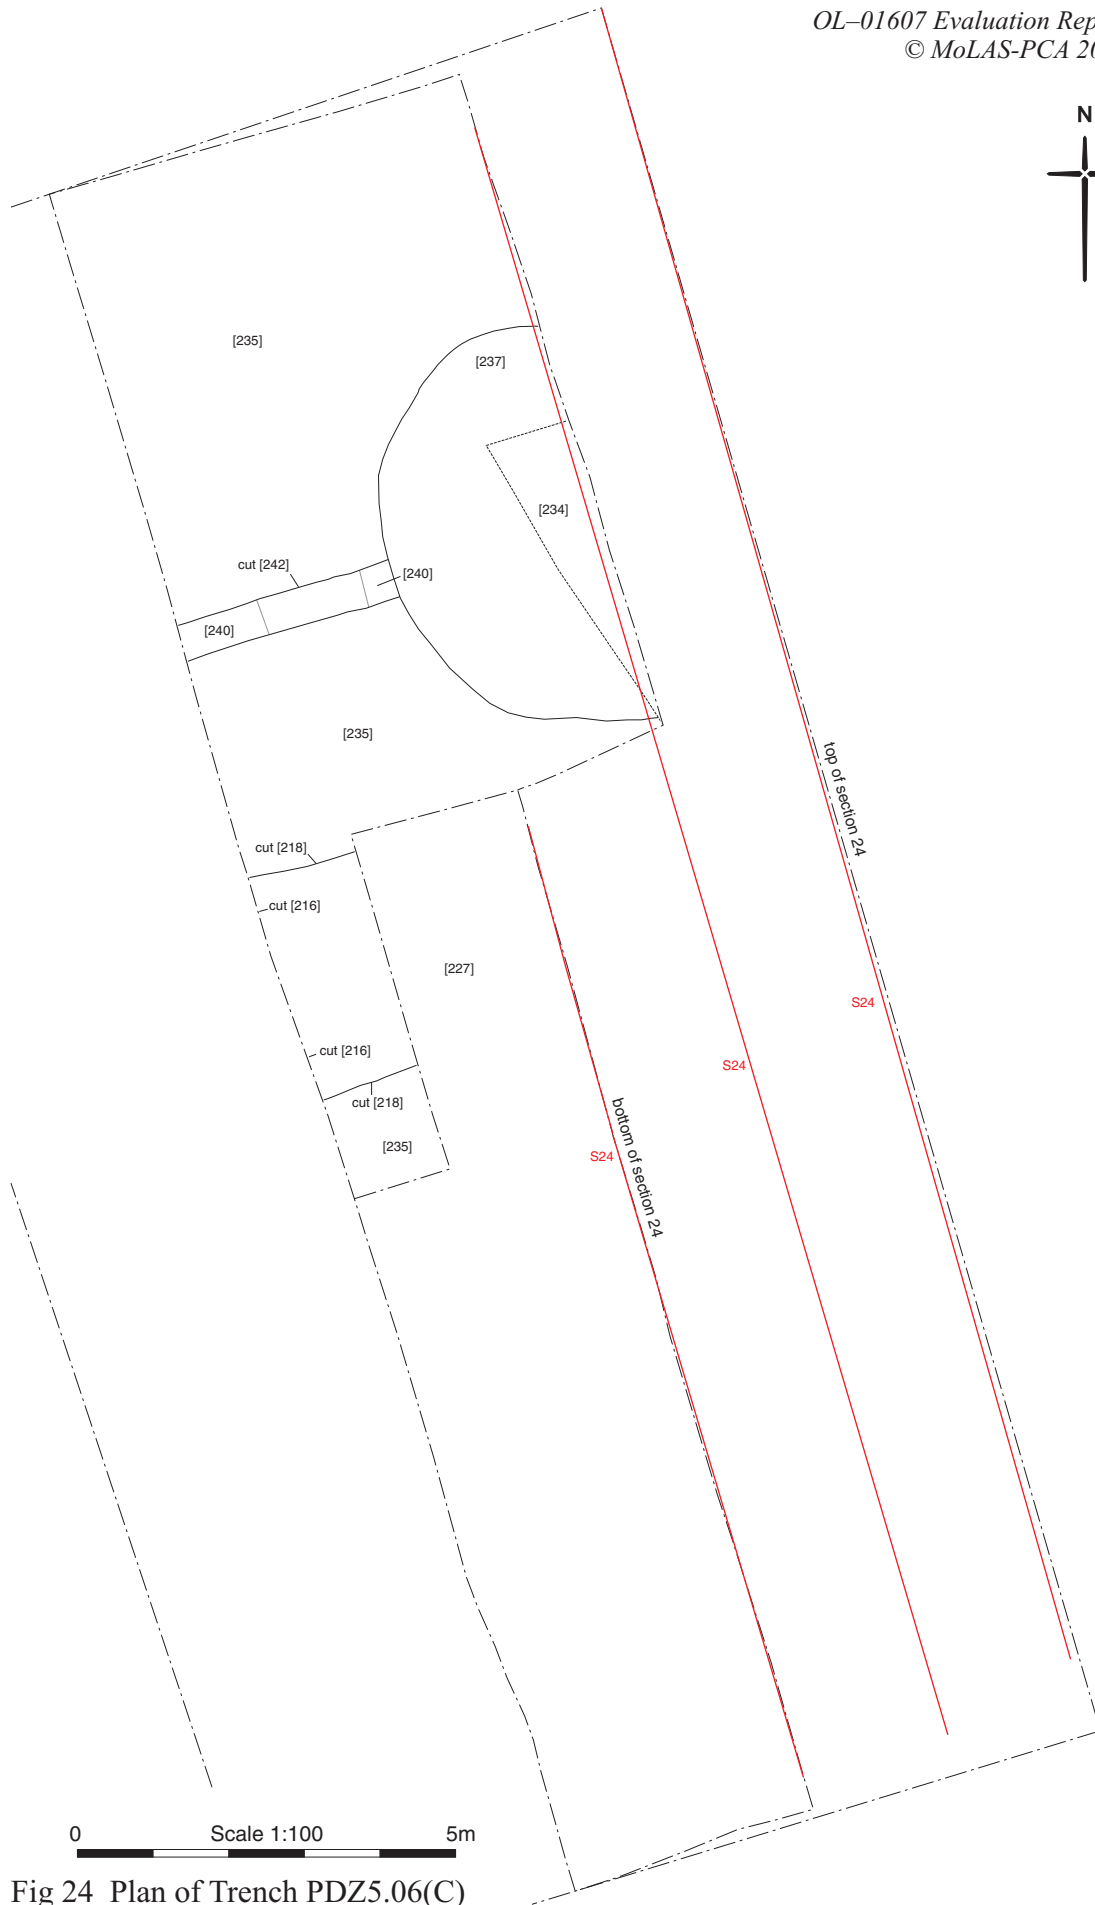 OL–01607 Evaluation Rep
© MoLAS-PCA 20
N
[235]
[237]
[234]
cut [242]
[240]
[240]
[235]
top of section 24
cut [218]
cut [216]
[227]
S24
cut [216]
S24
cut [218]
bottom of section 24
[235]
S24
0 Scale 1:100 5m
Fig 24 Plan of Trench PDZ5.06(C)